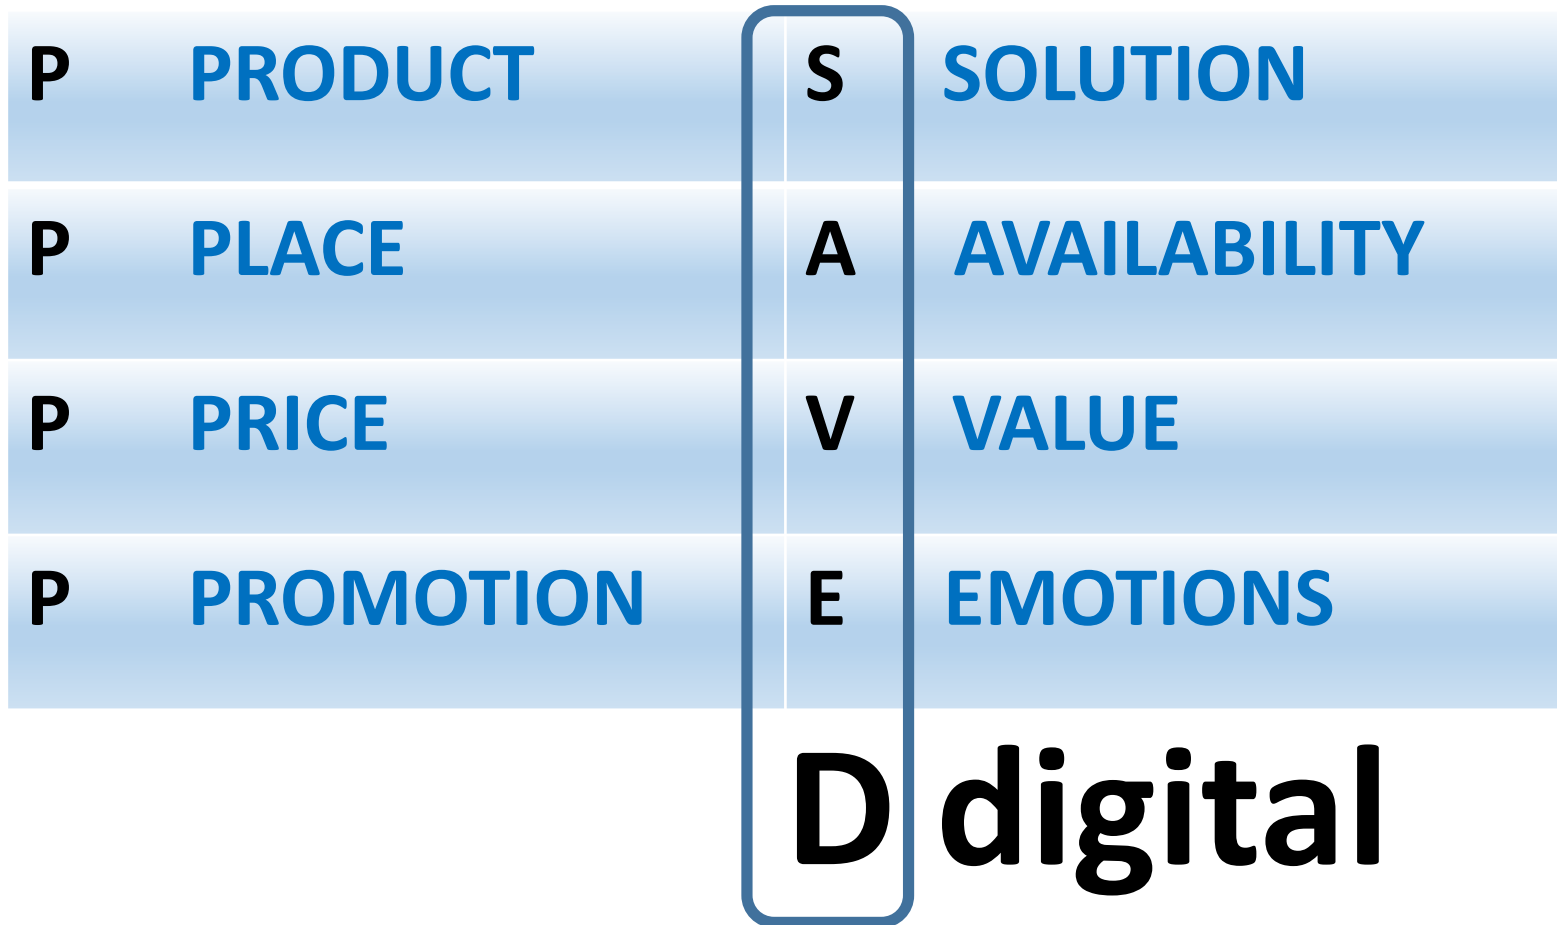 P PRODUCT S SOLUTION
P PLACE A AVAILABILITY
P PRICE V VALUE
P PROMOTION E EMOTIONS
D digital